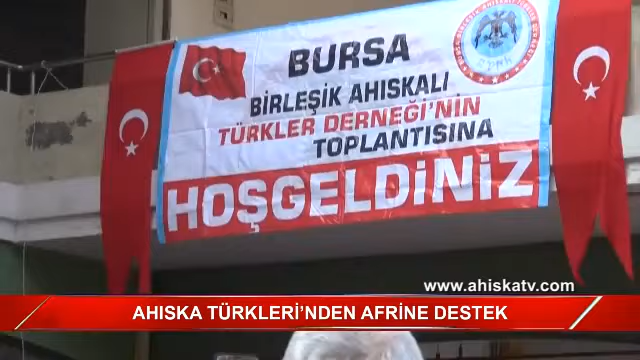 BURSA
BİRLEŞİK AHISKALI
TÜRKLER DERNEĞİ'NİN
TOPLANTISINA
HOŞGELDİNİZ
www.ahiskatv.com
AHISKA TÜRKLERİ'NDEN AFRİNE DESTEK